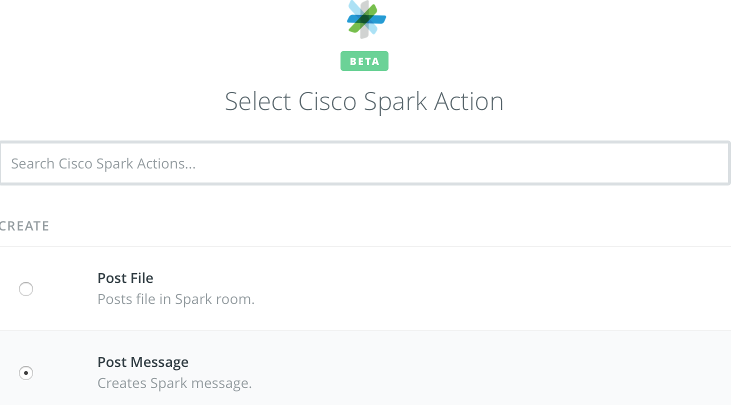 BETA
Select Cisco Spark Action
Search Cisco Spark Actions...
CREATE
Post File
Posts file in Spark room.
Post Message
Creates Spark message.